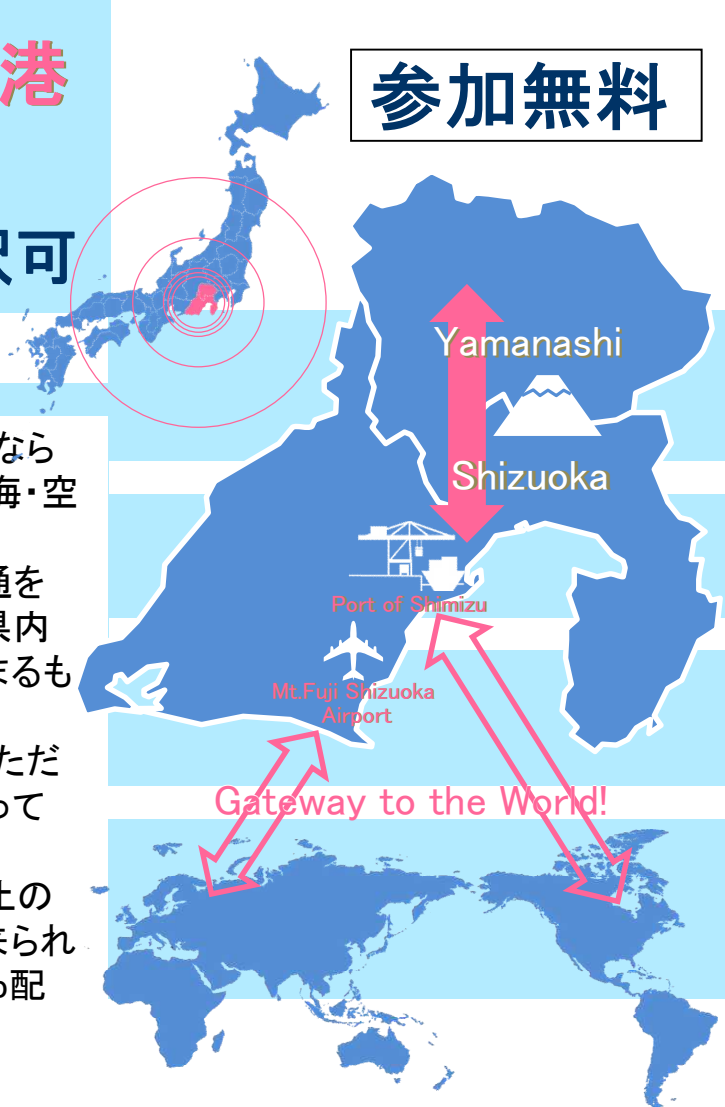 港
参加無料
沢可
なら
海・空
通を
県内
まるも
ただ
って
上の
来られ
配
Yamanashi
Shizuoka
Port of Shimizu
Mt.Fuji Shizuoka
Airport
Gateway to the World!